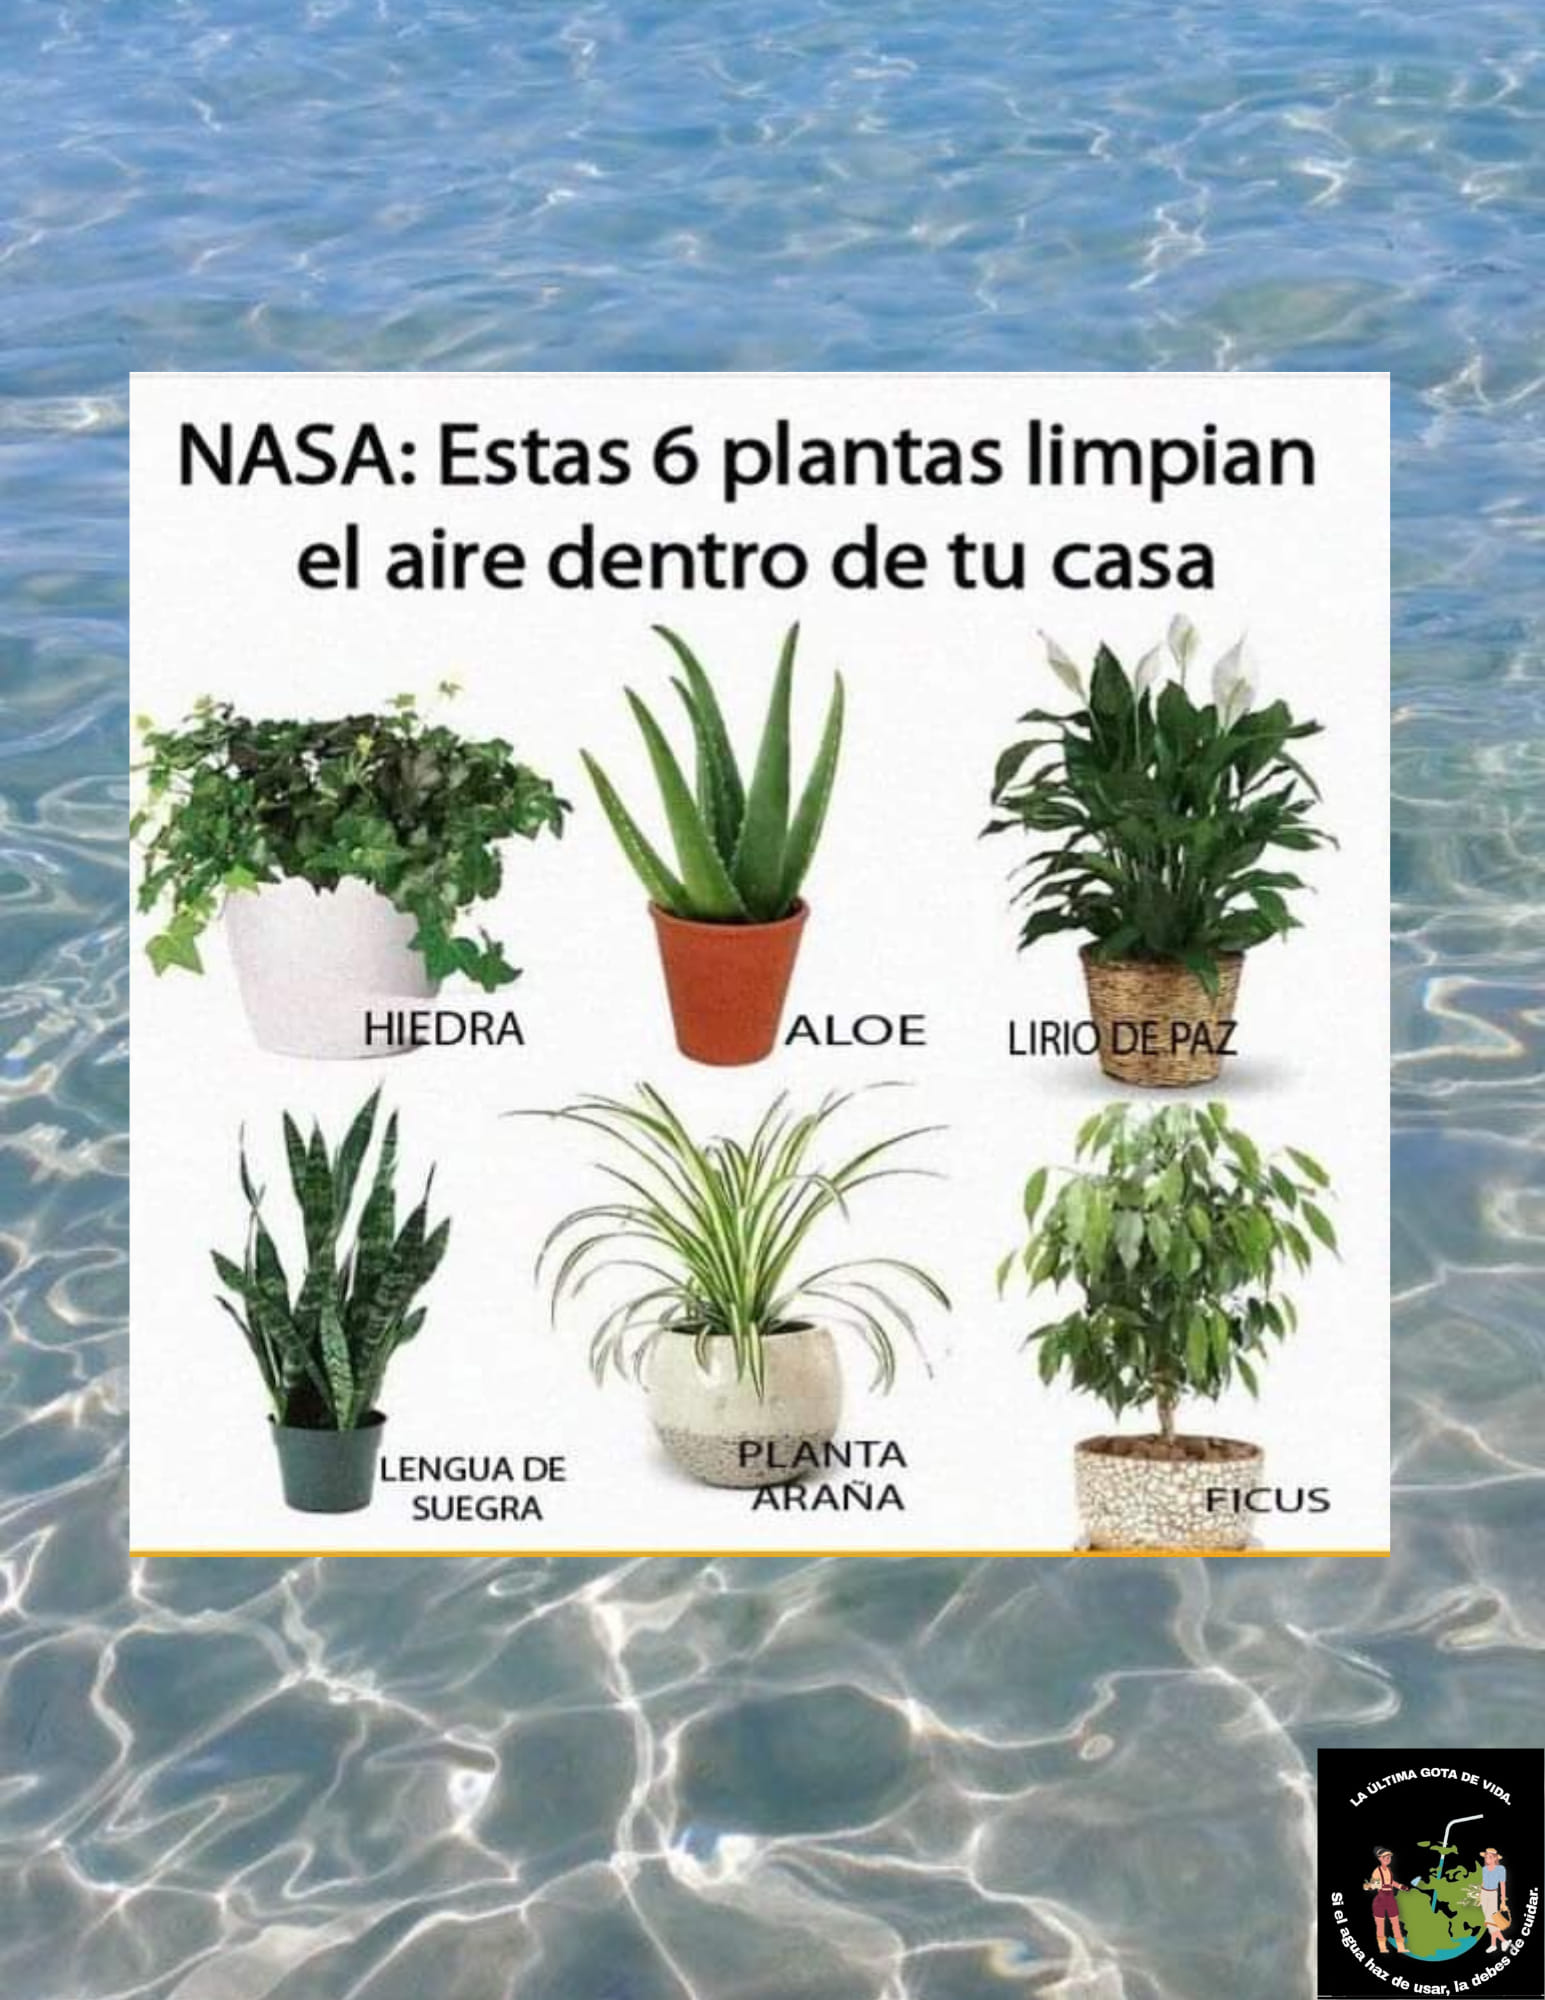 NASA: Estas 6 plantas limpian
el aire dentro de tu casa
HIEDRA
ALOE
LIRIO DE PAZ
LENGUA DE
SUEGRA
PLANTA
ARAÑA
FICUS
LA ÚLTIMA GOTA DE VIDA.
Si el agua haz de usar, la debes de cuidar.